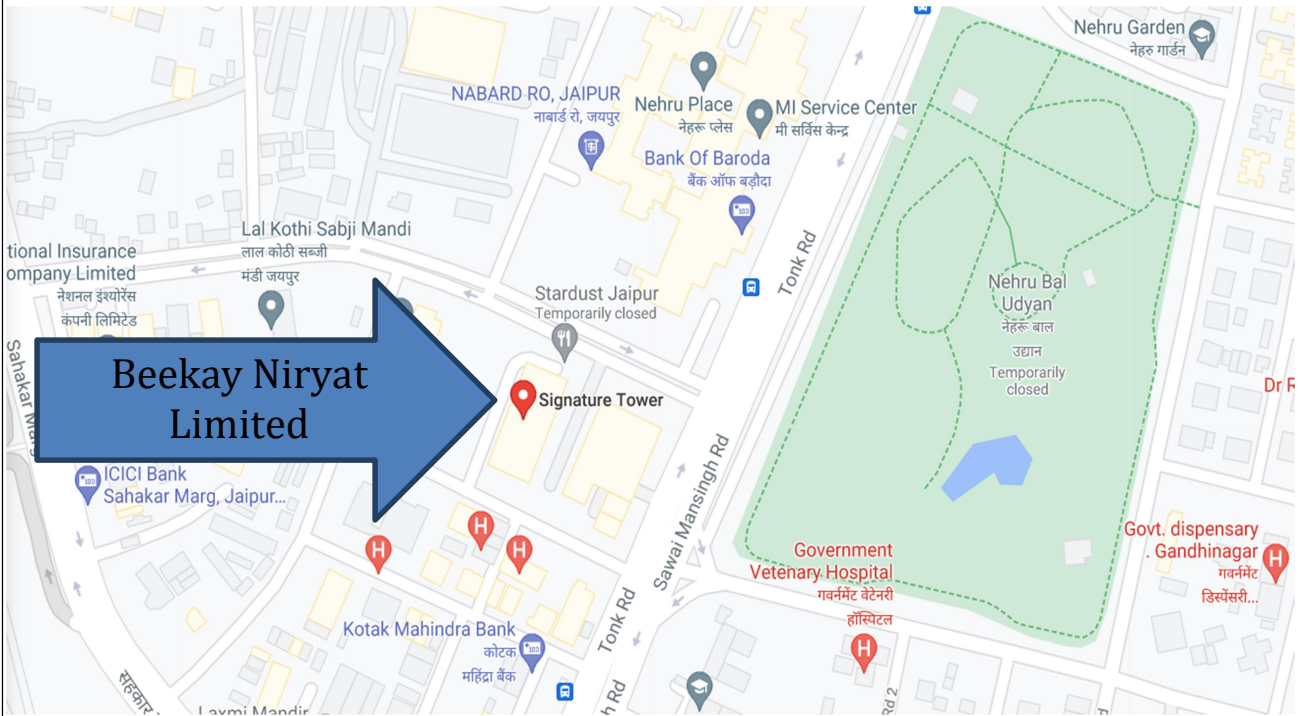 Nehru Garden
नेहरु गार्डन
NABARD RO, JAIPUR
नाबार्ड रो, जयपुर
Nehru Place
नेहरू प्लेस
MI Service Center
मी सर्विस केन्द्र
Bank Of Baroda
बैंक ऑफ बड़ौदा
Lal Kothi Sabji Mandi
लाल कोठी सब्जी
मंडी जयपुर
tional Insurance
ompany Limited
नेशनल इंश्योरेंस
कंपनी लिमिटेड
Tonk Rd
Stardust Jaipur
Temporarily closed
Nehru Bal
Udyan
नेहरू बाल
उद्यान
Temporarily
closed
Sahakar
Beekay Niryat
Limited
Signature Tower
Dr R
ICICI Bank
Sahakar Marg, Jaipur...
Sawai Mansingh Rd
H
H
H
Government
Vetenary Hospital
गवर्नमेंट वेटेनरी
हॉस्पिटल
H
Govt. dispensary
. Gandhinagar
गवर्नमेंट
डिस्पेंसरी...
H
Kotak Mahindra Bank
कोटक
महिंद्रा बैंक
Tonk Rd
सहकार
Laxmi Mandir
h Rd
Rd 2